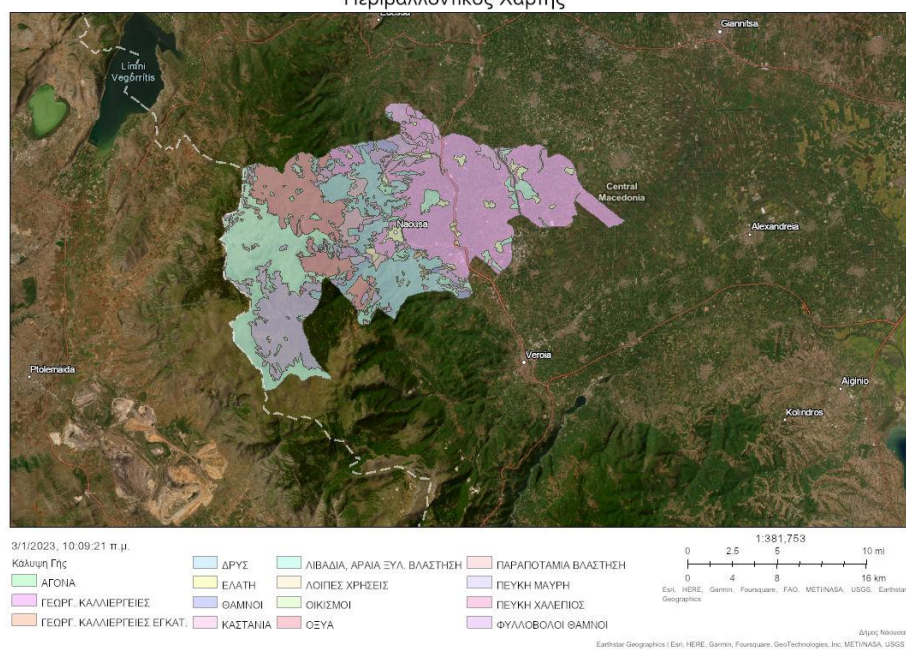 Περιβαλλοντικός Χάρτης
Edessa
Giannitsa
Limni
Vegorritis
Central
Macedonia
Naousa
Alexandreia
Ptolemaida
Veroia
Aiginio
Kolindros
3/1/2023, 10:09:21 π.μ.
Κάλυψη Γής
ΑΓΟΝΑ
ΓΕΩΡΓ. ΚΑΛΛΙΕΡΓΕΙΕΣ
ΓΕΩΡΓ. ΚΑΛΛΙΕΡΓΕΙΕΣ ΕΓΚΑΤ.
ΔΡΥΣ
ΕΛΑΤΗ
ΘΑΜΝΟΙ
ΚΑΣΤΑΝΙΑ
ΛΙΒΑΔΙΑ, ΑΡΑΙΑ ΞΥΛ. ΒΛΑΣΤΗΣΗ
ΛΟΙΠΕΣ ΧΡΗΣΕΙΣ
ΟΙΚΙΣΜΟΙ
ΟΞΥΑ
ΠΑΡΑΠΟΤΑΜΙΑ ΒΛΑΣΤΗΣΗ
ΠΕΥΚΗ ΜΑΥΡΗ
ΠΕΥΚΗ ΧΑΛΕΠΙΟΣ
ΦΥΛΛΟΒΟΛΟΙ ΘΑΜΝΟΙ
1:381,753
0 2.5 5 10 mi
0 4 8 16 km
Esri, HERE, Garmin, Foursquare, FAO, METI/NASA, USGS, Earthstar
Geographics
Δήμος Νάουσας
Earthstar Geographics | Esri, HERE, Garmin, Foursquare, GeoTechnologies, Inc, METI/NASA, USGS